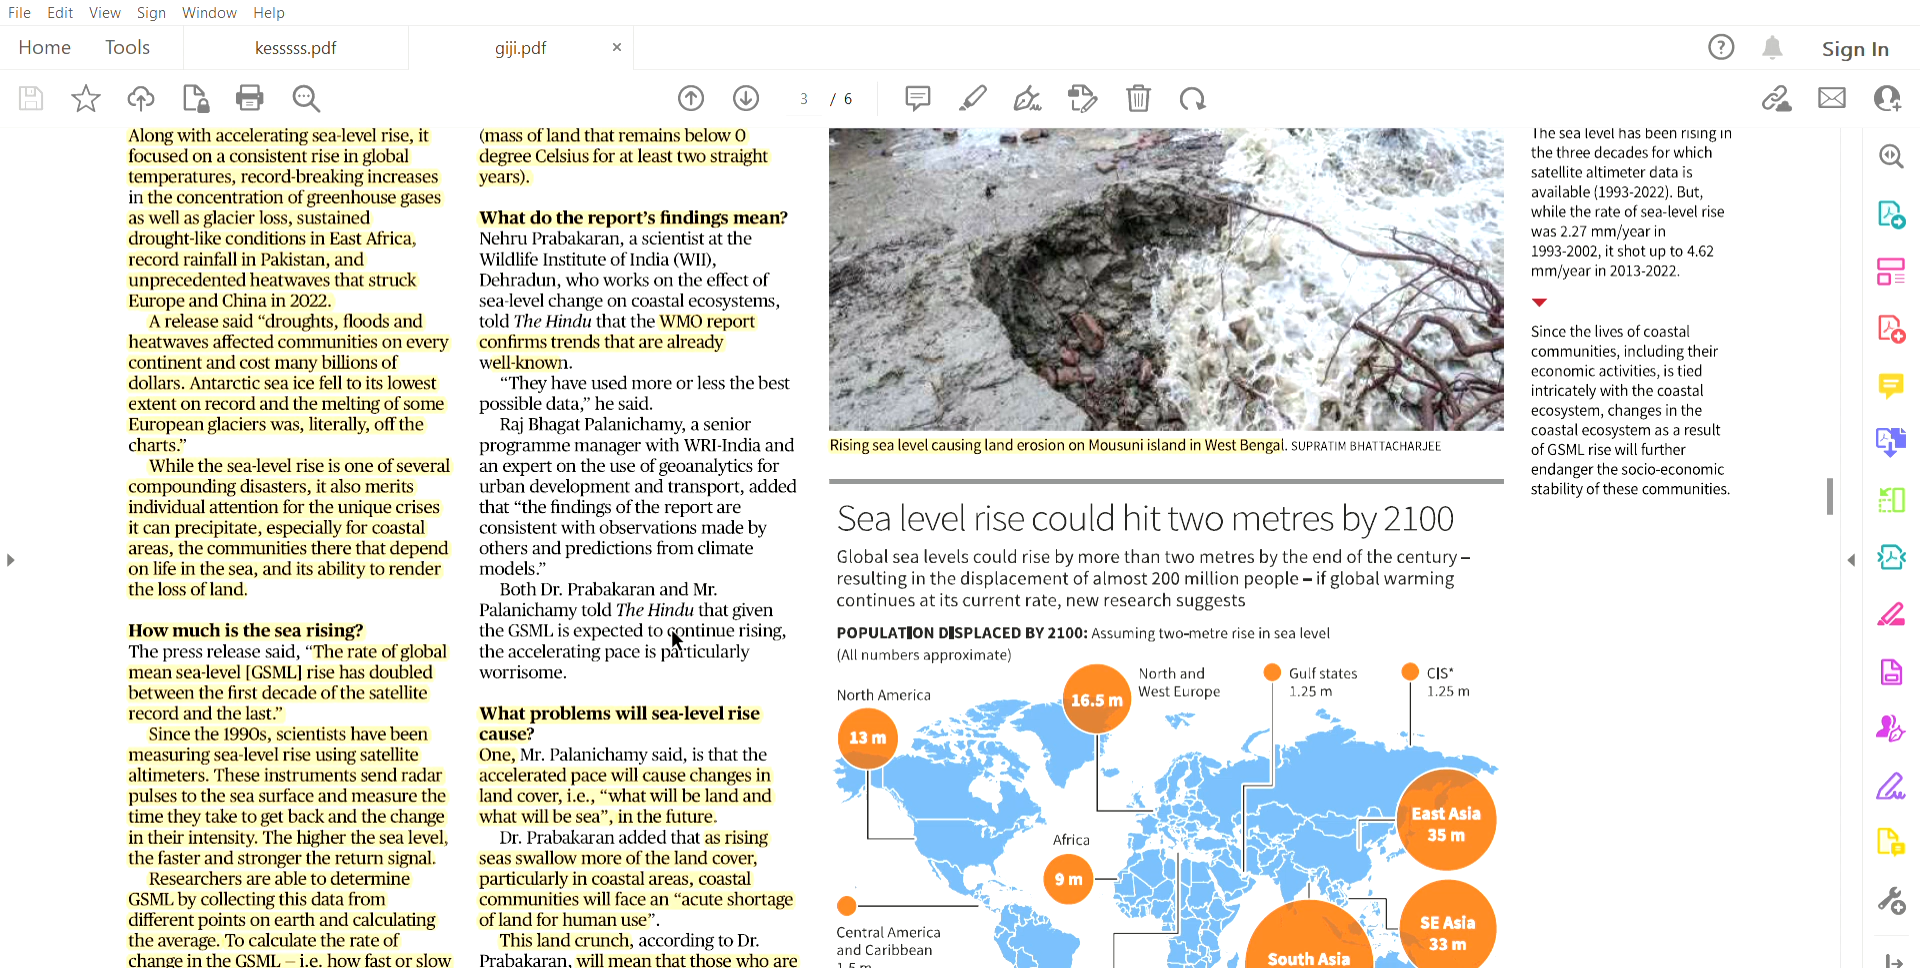 File Edit View Sign Window Help
Home Tools kesssss.pdf giji.pdf × Sign In
3 / 6
Along with accelerating sea-level rise, it
focused on a consistent rise in global
temperatures, record-breaking increases
in the concentration of greenhouse gases
as well as glacier loss, sustained
drought-like conditions in East Africa,
record rainfall in Pakistan, and
unprecedented heatwaves that struck
Europe and China in 2022.
A release said “droughts, floods and
heatwaves affected communities on every
continent and cost many billions of
dollars. Antarctic sea ice fell to its lowest
extent on record and the melting of some
European glaciers was, literally, off the
charts.”
While the sea-level rise is one of several
compounding disasters, it also merits
individual attention for the unique crises
it can precipitate, especially for coastal
areas, the communities there that depend
on life in the sea, and its ability to render
the loss of land.
How much is the sea rising?
The press release said, “The rate of global
mean sea-level [GSML] rise has doubled
between the first decade of the satellite
record and the last.”
Since the 1990s, scientists have been
measuring sea-level rise using satellite
altimeters. These instruments send radar
pulses to the sea surface and measure the
time they take to get back and the change
in their intensity. The higher the sea level,
the faster and stronger the return signal.
Researchers are able to determine
GSML by collecting this data from
different points on earth and calculating
the average. To calculate the rate of
change in the GSML – i.e. how fast or slow
(mass of land that remains below 0
degree Celsius for at least two straight
years).
What do the report’s findings mean?
Nehru Prabakaran, a scientist at the
Wildlife Institute of India (WII),
Dehradun, who works on the effect of
sea-level change on coastal ecosystems,
told The Hindu that the WMO report
confirms trends that are already
well-known.
“They have used more or less the best
possible data,” he said.
Raj Bhagat Palanichamy, a senior
programme manager with WRI-India and
an expert on the use of geoanalytics for
urban development and transport, added
that “the findings of the report are
consistent with observations made by
others and predictions from climate
models.”
Both Dr. Prabakaran and Mr.
Palanichamy told The Hindu that given
the GSML is expected to continue rising,
the accelerating pace is particularly
worrisome.
What problems will sea-level rise
cause?
One, Mr. Palanichamy said, is that the
accelerated pace will cause changes in
land cover, i.e., “what will be land and
what will be sea”, in the future.
Dr. Prabakaran added that as rising
seas swallow more of the land cover,
particularly in coastal areas, coastal
communities will face an “acute shortage
of land for human use”.
This land crunch, according to Dr.
Prabakaran, will mean that those who are
Rising sea level causing land erosion on Mousuni island in West Bengal. SUPRATIM BHATTACHARJEE
Sea level rise could hit two metres by 2100
Global sea levels could rise by more than two metres by the end of the century –
resulting in the displacement of almost 200 million people – if global warming
continues at its current rate, new research suggests
POPULATION DISPLACED BY 2100: Assuming two-metre rise in sea level
(All numbers approximate)
North America
13 m
16.5 m
North and
West Europe
Gulf states
1.25 m
CIS*
1.25 m
East Asia
35 m
Africa
9 m
SE Asia
33 m
Central America
and Caribbean
1.5 m
South Asia
The sea level has been rising in
the three decades for which
satellite altimeter data is
available (1993-2022). But,
while the rate of sea-level rise
was 2.27 mm/year in
1993-2002, it shot up to 4.62
mm/year in 2013-2022.
Since the lives of coastal
communities, including their
economic activities, is tied
intricately with the coastal
ecosystem, changes in the
coastal ecosystem as a result
of GSML rise will further
endanger the socio-economic
stability of these communities.